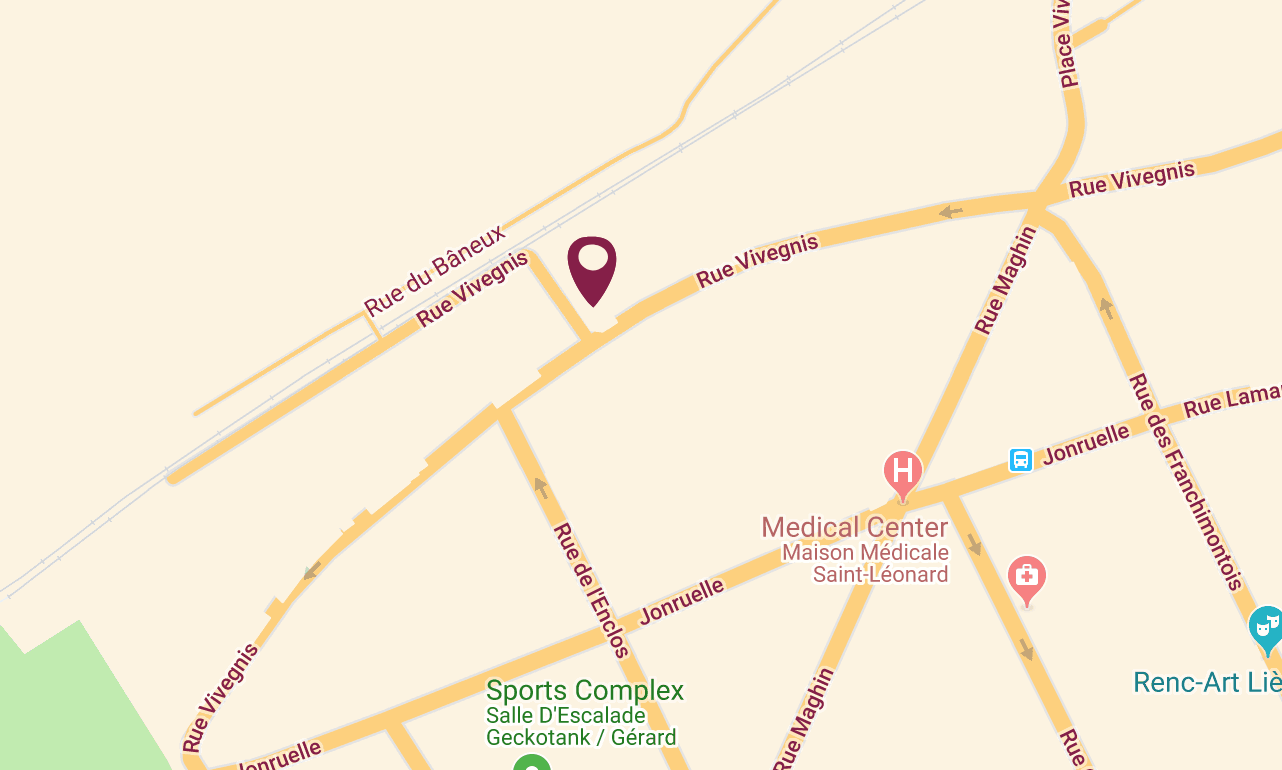 Place Viv
Rue Vivegnis
Rue du Bâneux
Rue Vivegnis
Rue Vivegnis
Rue Maghin
Rue des Franchimontois
Rue Lamar
Jonruelle
H
Medical Center
Maison Médicale
Saint-Léonard
Rue de l'Enclos
Jonruelle
Rue Vivegnis
Sports Complex
Salle D'Escalade
Geckotank / Gérard
Rue Maghin
Renc-Art Liè
Jonruelle
Rue